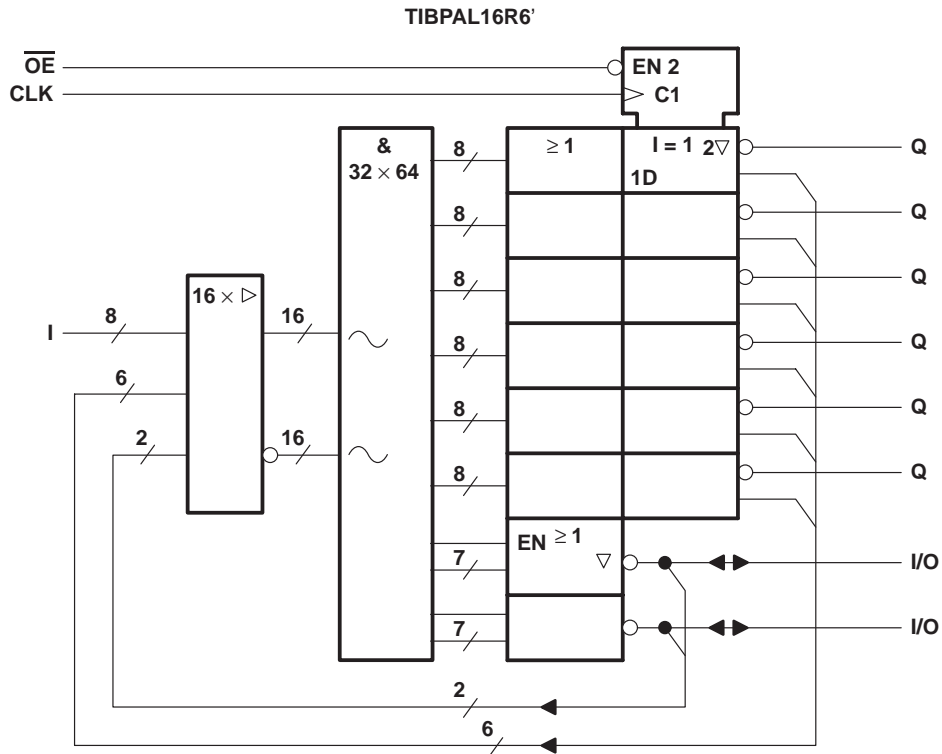 TIBPAL16R6’
OE
EN 2
CLK
C1
&
32 × 64
8
≥ 1
I = 1
2▽
1D
Q
8
Q
8
Q
16 × ▷
I
8
16
8
Q
6
8
Q
2
16
8
Q
EN
≥ 1
▽
7
I/O
7
I/O
2
6